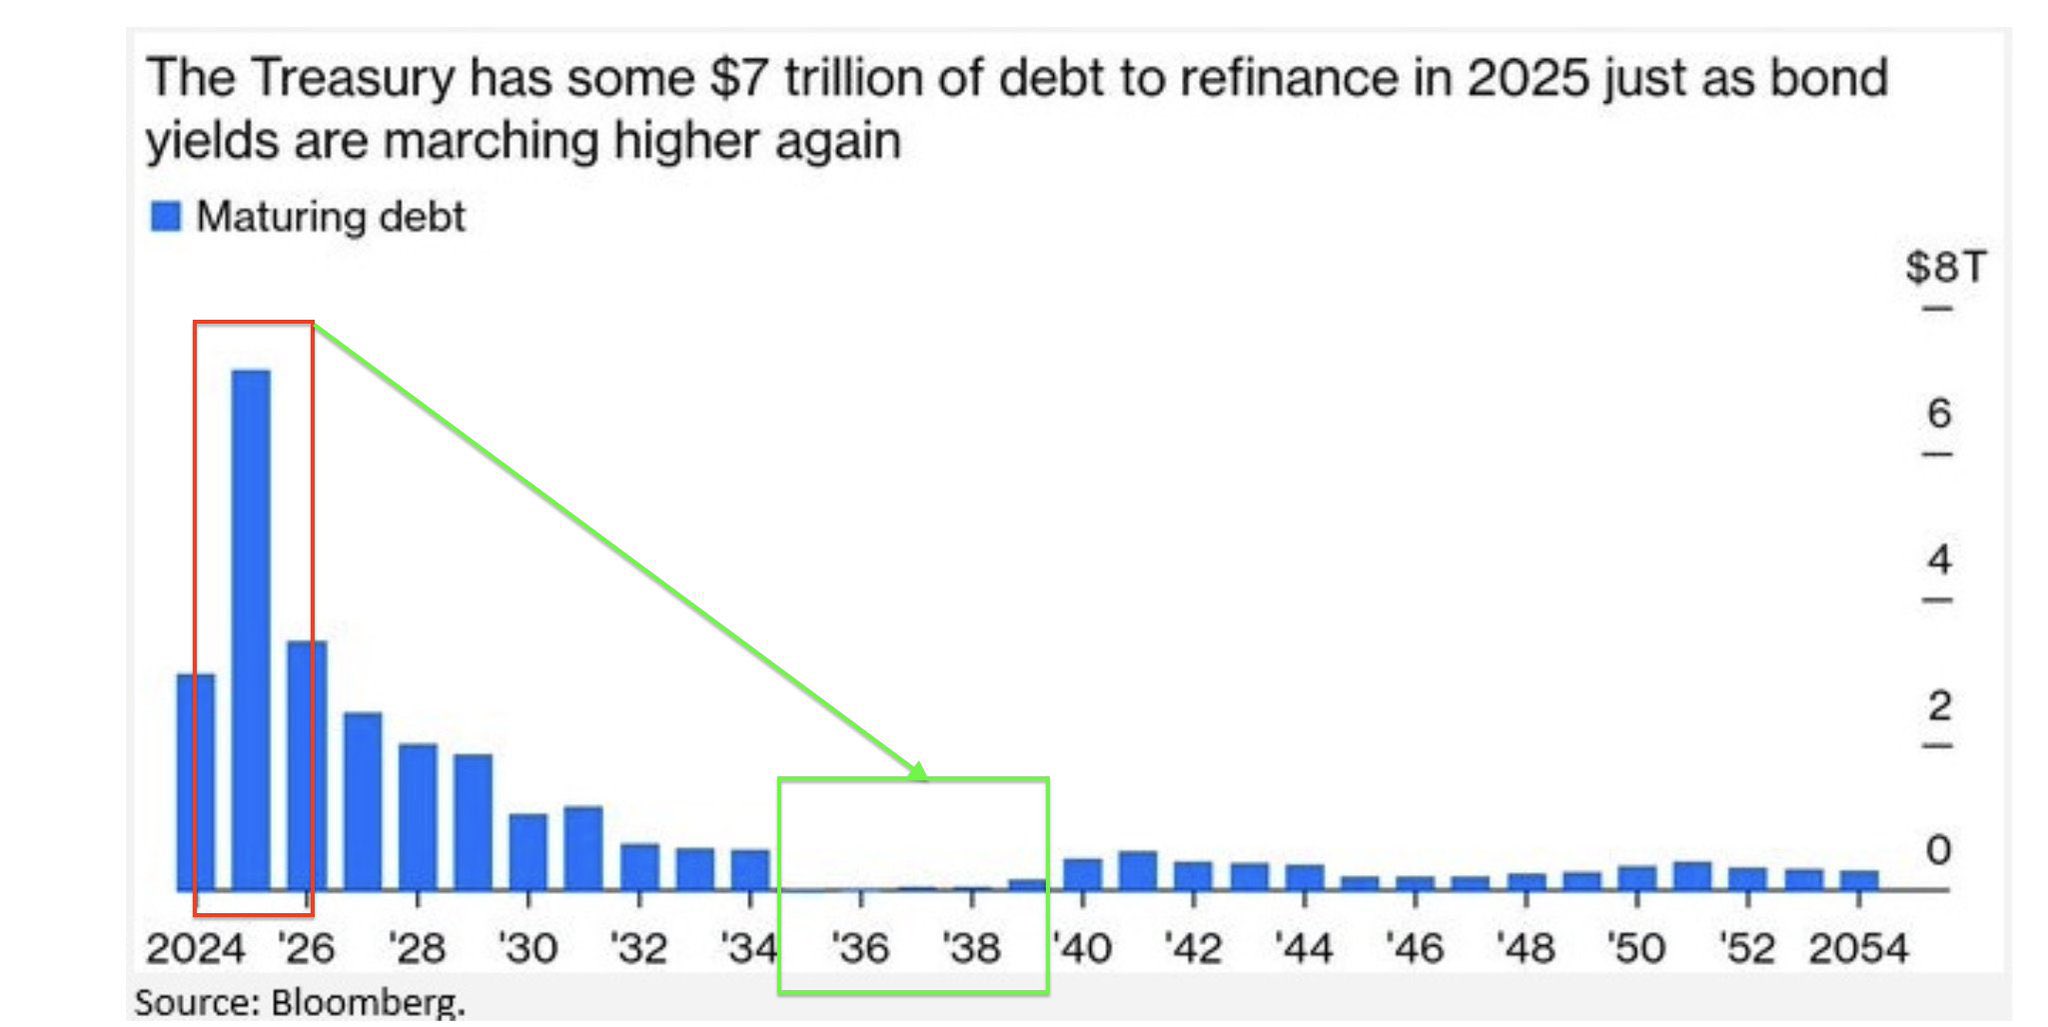 The Treasury has some $7 trillion of debt to refinance in 2025 just as bond
yields are marching higher again
Maturing debt
$8T
6
4
2
0
2024 '26 '28 '30 '32 '34 '36 '38 '40 '42 '44 '46 '48 '50 '52 2054
Source: Bloomberg.